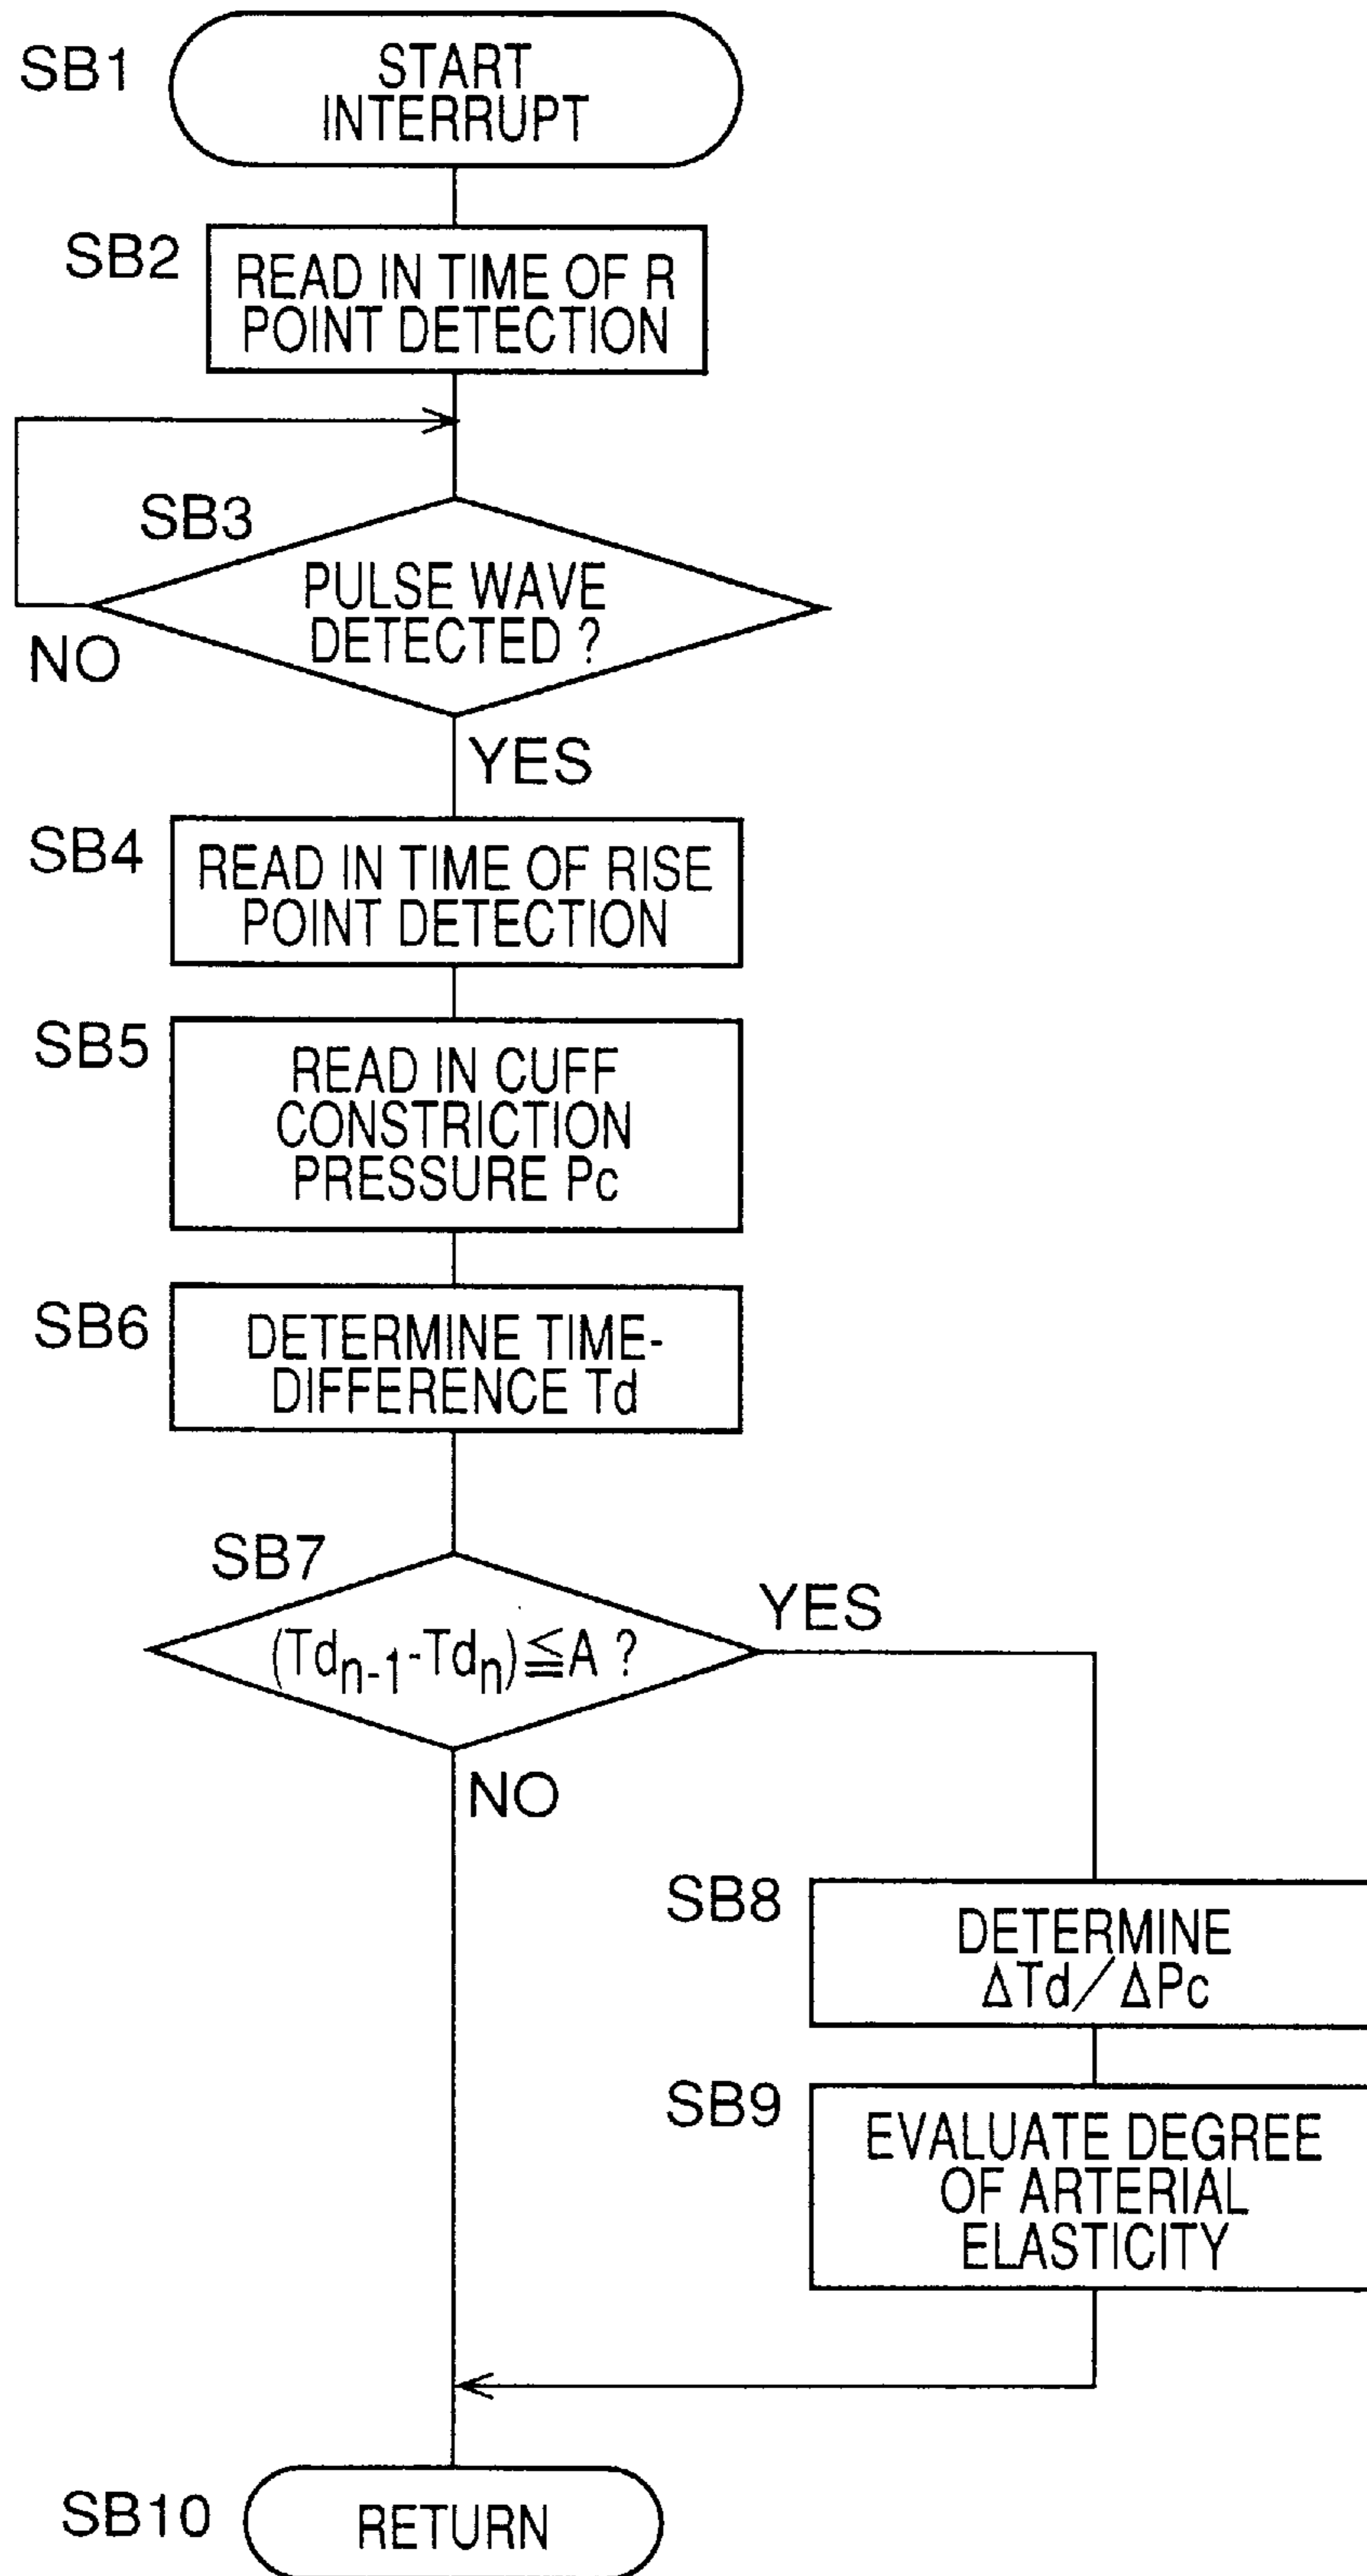 SB1
START
INTERRUPT
SB2
READ IN TIME OF R
POINT DETECTION
SB3
PULSE WAVE
DETECTED ?
NO
YES
SB4
READ IN TIME OF RISE
POINT DETECTION
SB5
READ IN CUFF
CONSTRICTION
PRESSURE Pc
SB6
DETERMINE TIME-
DIFFERENCE Td
SB7
(Td_{n-1}-Td_n)≦A ?
YES
NO
SB8
DETERMINE
ΔTd/ΔPc
SB9
EVALUATE DEGREE
OF ARTERIAL
ELASTICITY
SB10
RETURN